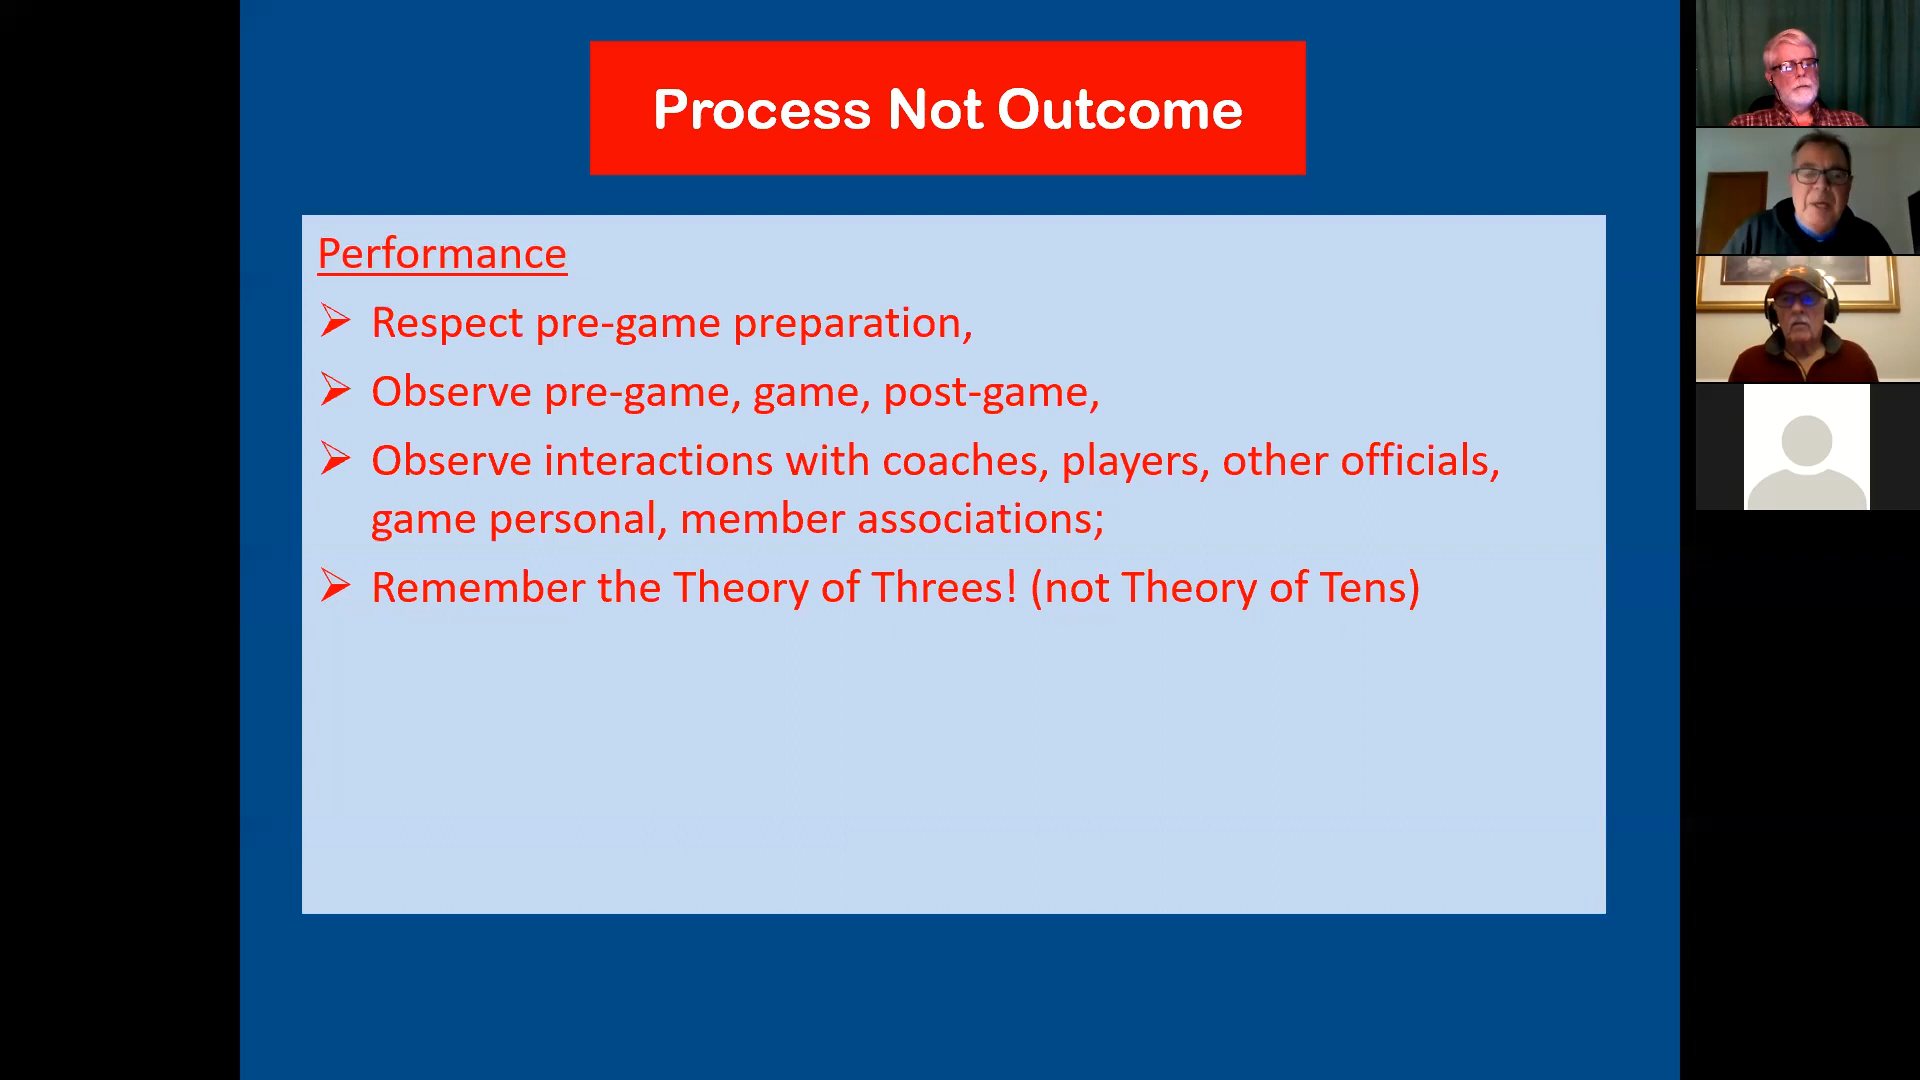 Process Not Outcome
Performance
Respect pre-game preparation,
Observe pre-game, game, post-game,
Observe interactions with coaches, players, other officials,
game personal, member associations;
Remember the Theory of Threes! (not Theory of Tens)